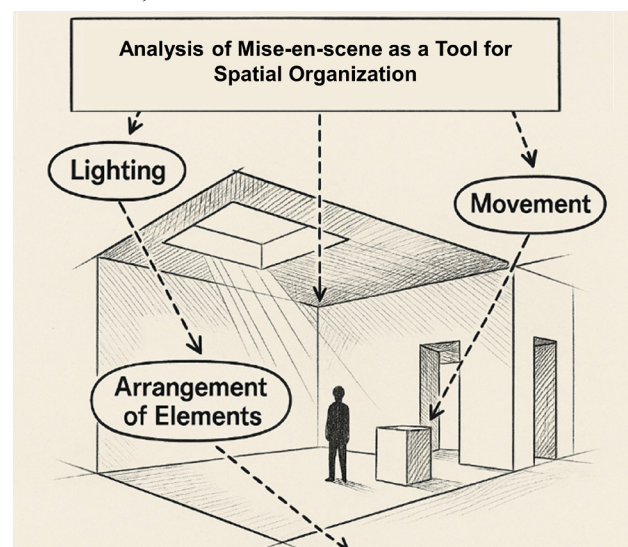 Analysis of Mise-en-scene as a Tool for
Spatial Organization
Lighting
Movement
Arrangement
of Elements